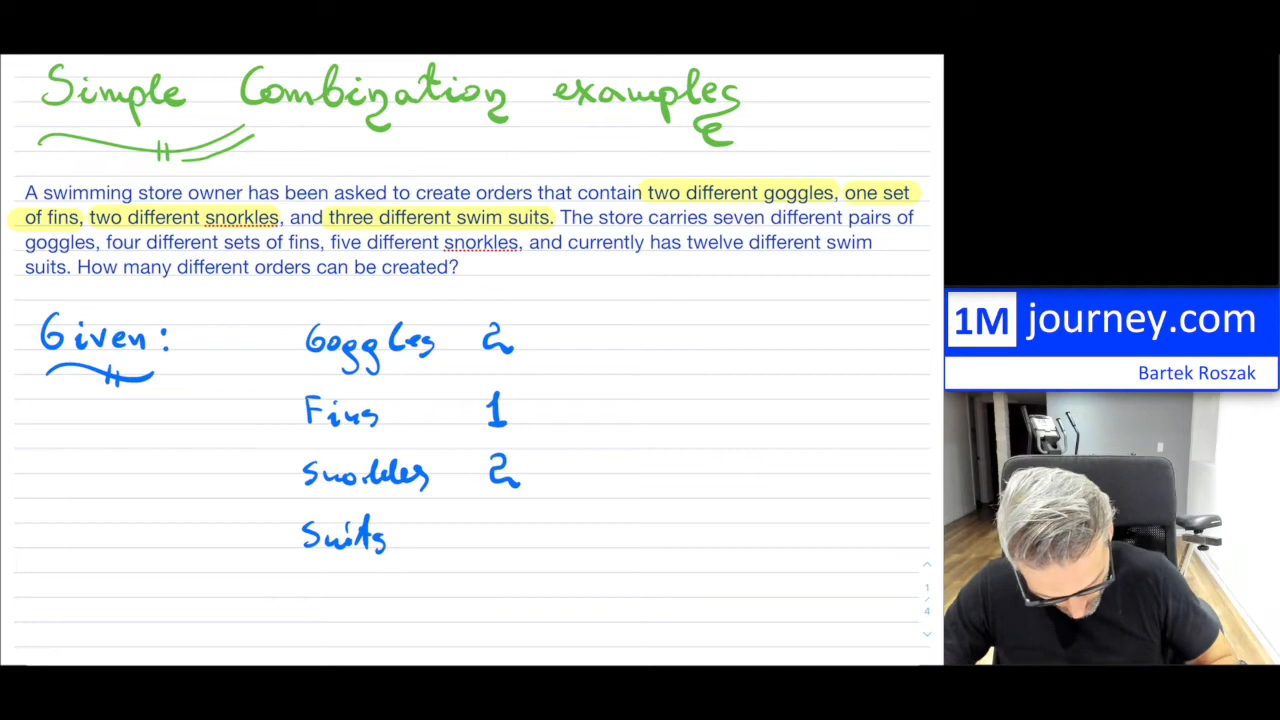 Simple Combination examples
A swimming store owner has been asked to create orders that contain two different goggles, one set
of fins, two different snorkles, and three different swim suits. The store carries seven different pairs of
goggles, four different sets of fins, five different snorkles, and currently has twelve different swim
suits. How many different orders can be created?
Given: Goggles 2
Fins 1
Snorkles 2
Suits
1M journey.com
Bartek Roszak
1
4